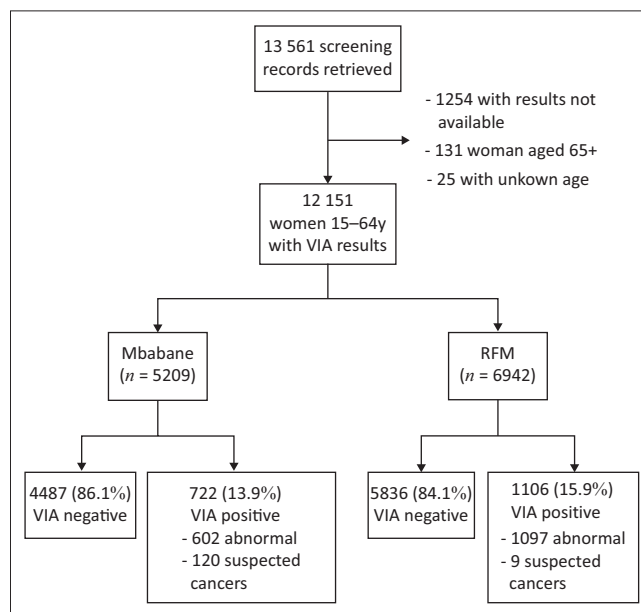 13 561 screening
records retrieved
- 1254 with results not
available
- 131 woman aged 65+
- 25 with unkown age
12 151
women 15–64y
with VIA results
Mbabane
(n = 5209)
RFM
(n = 6942)
4487 (86.1%)
VIA negative
722 (13.9%)
VIA positive
- 602 abnormal
- 120 suspected
cancers
5836 (84.1%)
VIA negative
1106 (15.9%)
VIA positive
- 1097 abnormal
- 9 suspected
cancers